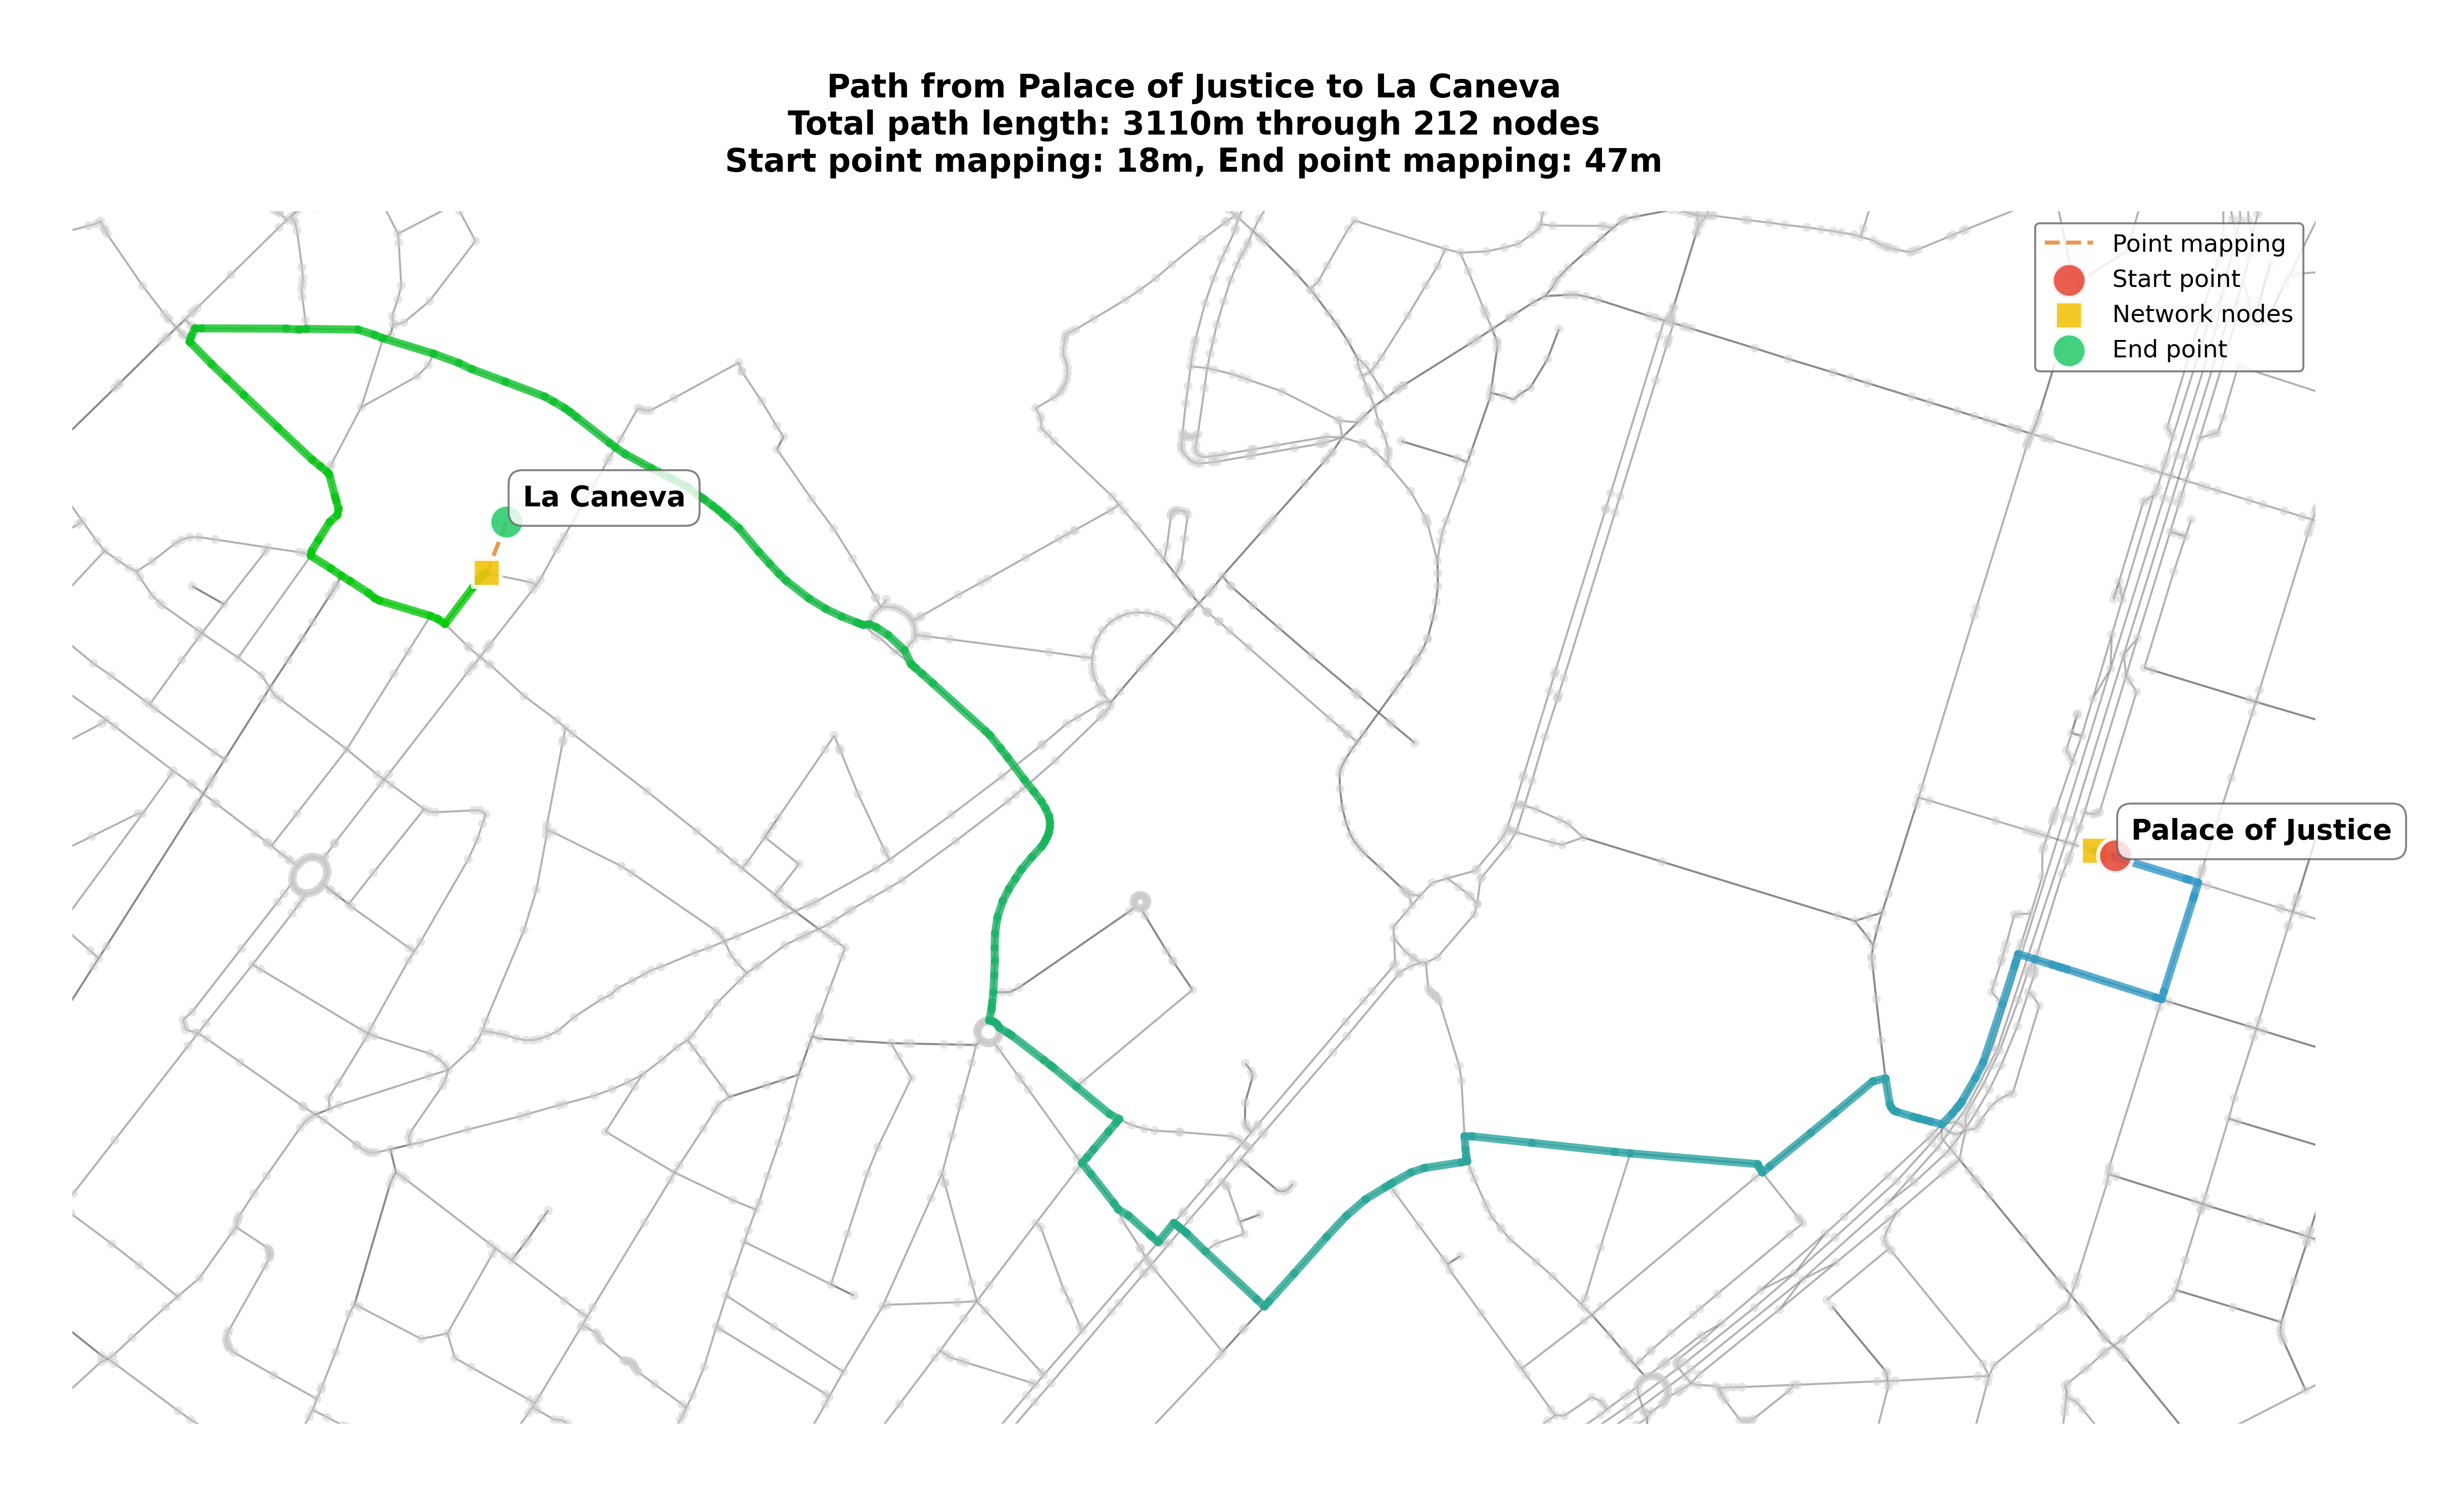 Path from Palace of Justice to La Caneva
Total path length: 3110m through 212 nodes
Start point mapping: 18m, End point mapping: 47m
Point mapping
Start point
Network nodes
End point
La Caneva
Palace of Justice